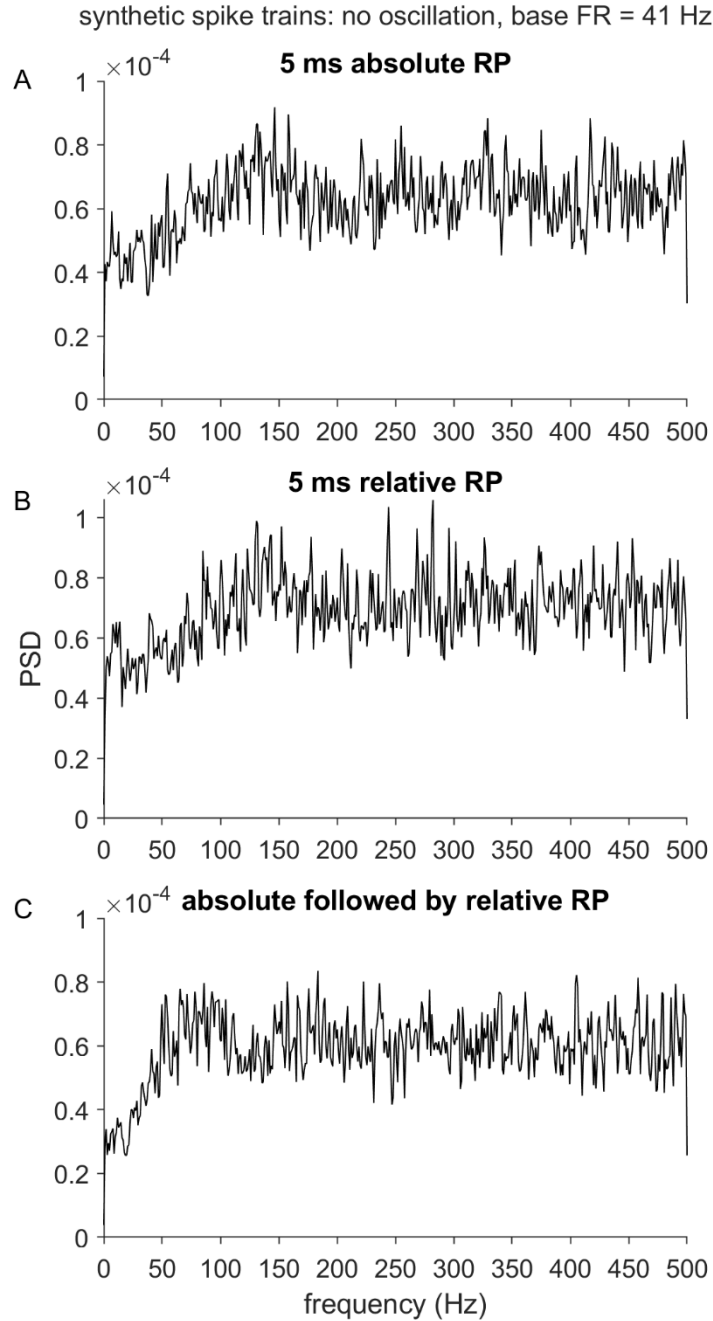 synthetic spike trains: no oscillation, base FR = 41 Hz
A
×10⁻⁴
5 ms absolute RP
1
0.8
0.6
0.4
0.2
0
0 50 100 150 200 250 300 350 400 450 500
B
×10⁻⁴
5 ms relative RP
1
0.8
0.6
0.4
0.2
0
PSD
0 50 100 150 200 250 300 350 400 450 500
C
×10⁻⁴
absolute followed by relative RP
1
0.8
0.6
0.4
0.2
0
0 50 100 150 200 250 300 350 400 450 500
frequency (Hz)